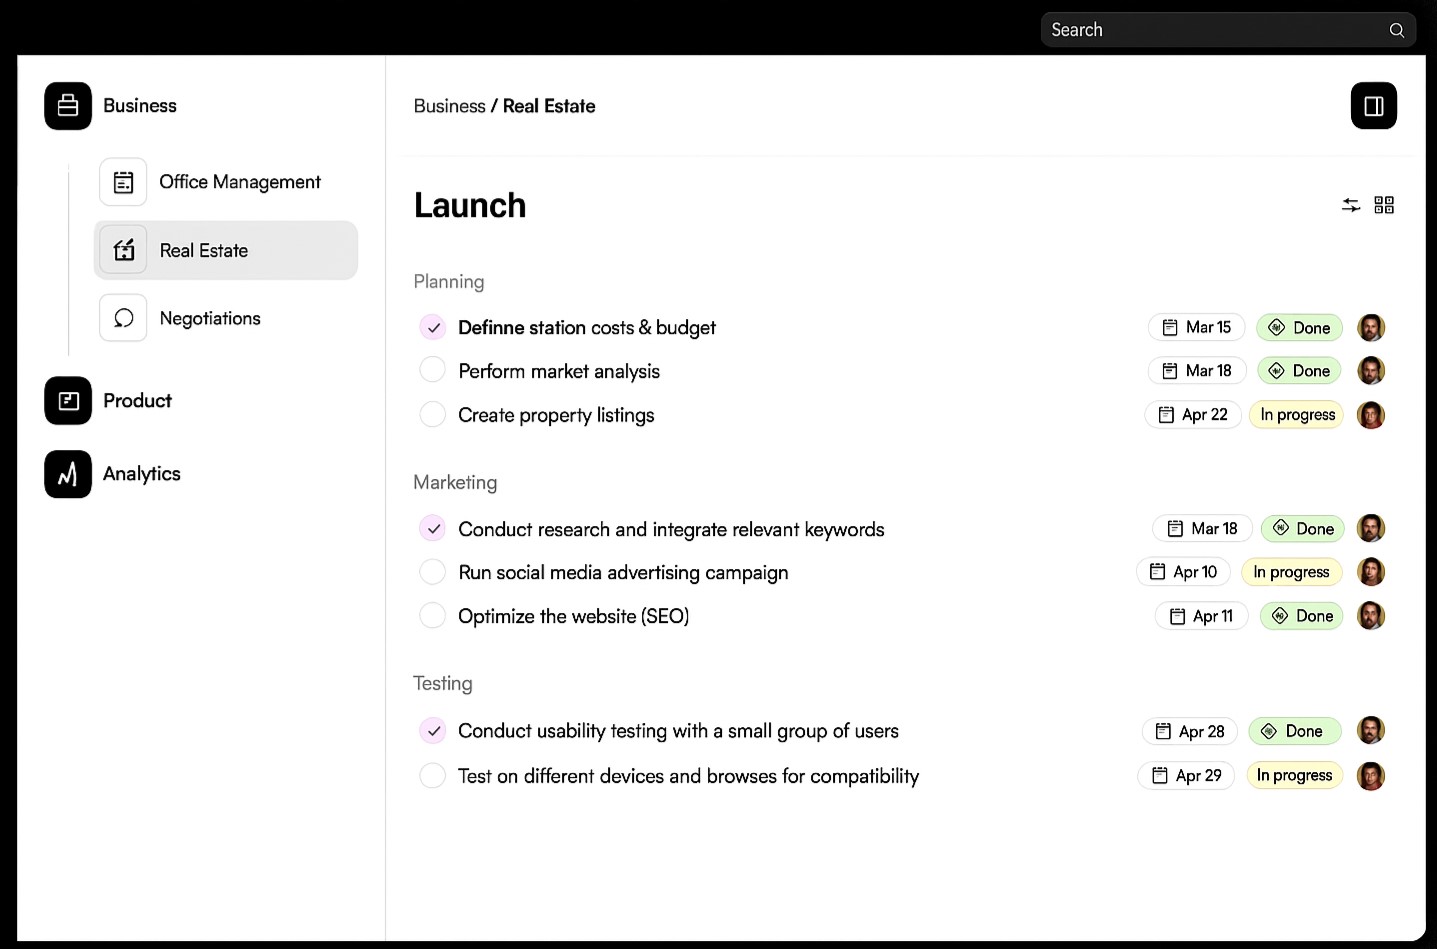 Search
Business
Office Management
Real Estate
Negotiations
Product
Analytics
Business / Real Estate
Launch
Planning
Definne station costs & budget Mar 15 Done
Perform market analysis Mar 18 Done
Create property listings Apr 22 In progress
Marketing
Conduct research and integrate relevant keywords Mar 18 Done
Run social media advertising campaign Apr 10 In progress
Optimize the website (SEO) Apr 11 Done
Testing
Conduct usability testing with a small group of users Apr 28 Done
Test on different devices and browses for compatibility Apr 29 In progress